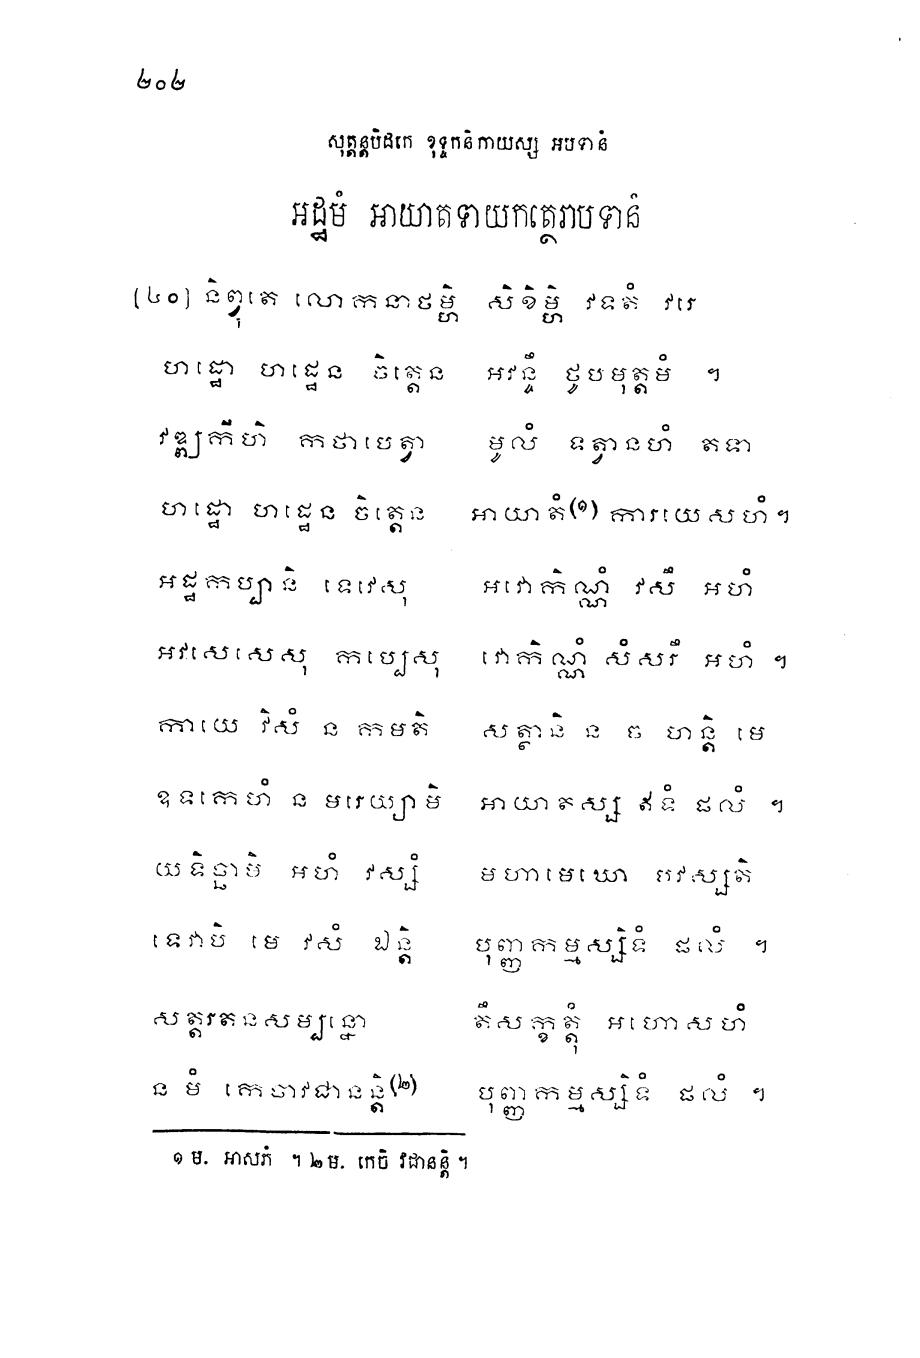 ២០២
សុត្តន្តបិដកេ ខុទ្ទកនិកាយស្ស អបទានំ
អដ្ឋមំ អាយាតទាយកត្ថេរាបទានំ
(៤០) និព្វុតេ លោកនាថម្ហិ សិខិម្ហិ វទតំ វរេ
ហដ្ឋោ ហដ្ឋេន ចិត្តេន អវន្ទឹ ថូបមុត្តមំ ។
វឌ្ឍកីហិ កថាបេត្វា មូលំ ទត្វានហំ តទា
ហដ្ឋោ ហដ្ឋេន ចិត្តេន អាយាតំ(១) ការយេសហំ។
អដ្ឋកប្បានិ ទេវេសុ អវោកិណ្ណំ វសឹ អហំ
អវសេសេសុ កប្បេសុ វោកិណ្ណំ សំសរឹ អហំ ។
កាយេ វិសំ ន កមតិ សត្ថានិ ន ច ហន្តិ មេ
ឧទកេហំ ន មរេយ្យាមិ អាយាតស្ស ឥទំ ផលំ ។
យទិច្ឆាមិ អហំ វស្សំ មហាមេឃោ បវស្សតិ
ទេវាបិ មេ វសំ ឯន្តិ បុញ្ញកម្មស្សិទំ ផលំ ។
សត្តរតនសម្បន្នោ តឹសក្ខត្តុំ អហោសហំ
ន មំ កេចាវជានន្តិ(២) បុញ្ញកម្មស្សិទំ ផលំ ។
១ ម. អាសភំ ។ ២ ម. កេចិ វជានន្តិ ។